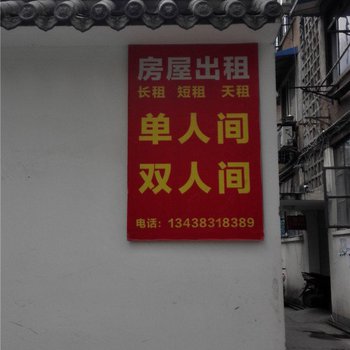 房屋出租
长租 短租 天租
单人间
双人间
电话：13438318389